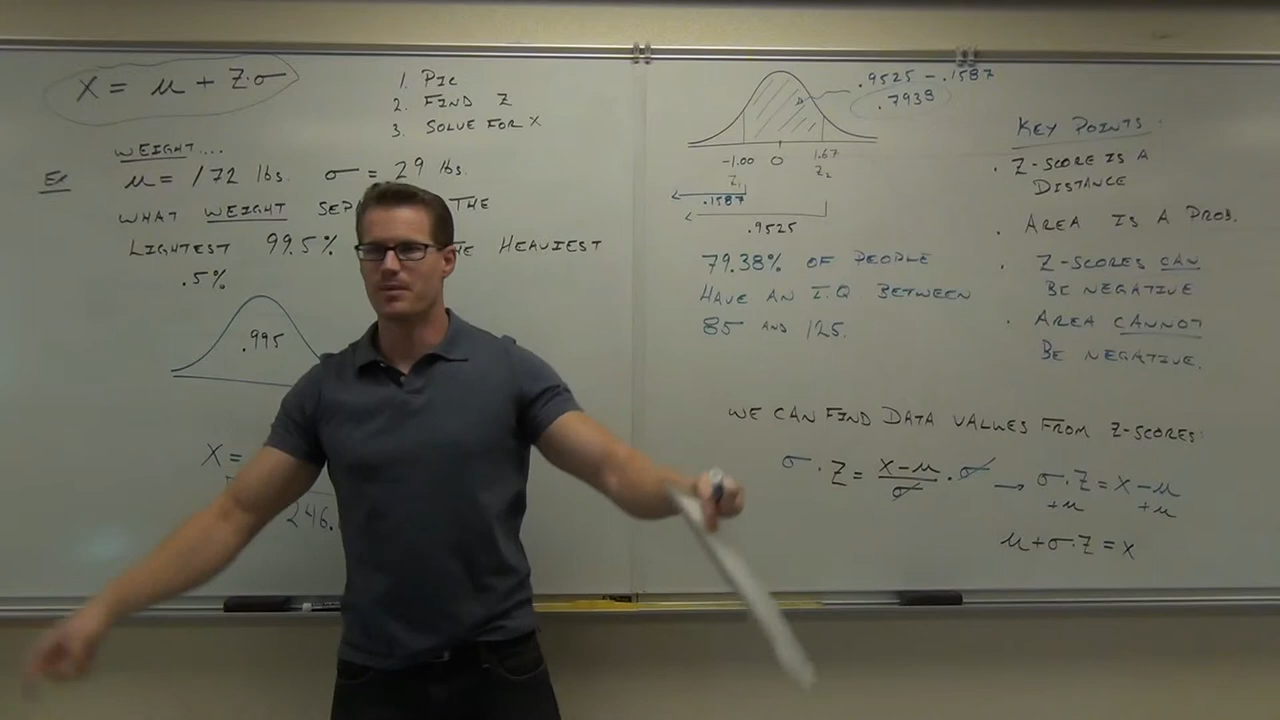 X = μ + Z·σ
1. PIC
2. FIND Z
3. SOLVE FOR X
WEIGHT....
EX μ = 172 lbs. σ = 29 lbs.
WHAT WEIGHT THE
LIGHTEST 99.5% HEAVIEST
.5%
.995
X =
246.
.9525 - .1587
.7938
-1.00 0 1.67
Z1 Z2
.1587
.9525
79.38% OF PEOPLE
HAVE AN I.Q. BETWEEN
85 AND 125.
KEY POINTS:
• Z-SCORE IS A
DISTANCE
• AREA IS A PROB.
• Z-SCORES CAN
BE NEGATIVE
• AREA CANNOT
BE NEGATIVE.
WE CAN FIND DATA VALUES FROM Z-SCORES:
σ · Z = X-μ/σ · σ → σ·Z = X-μ
+μ +μ
μ+σ·Z = X